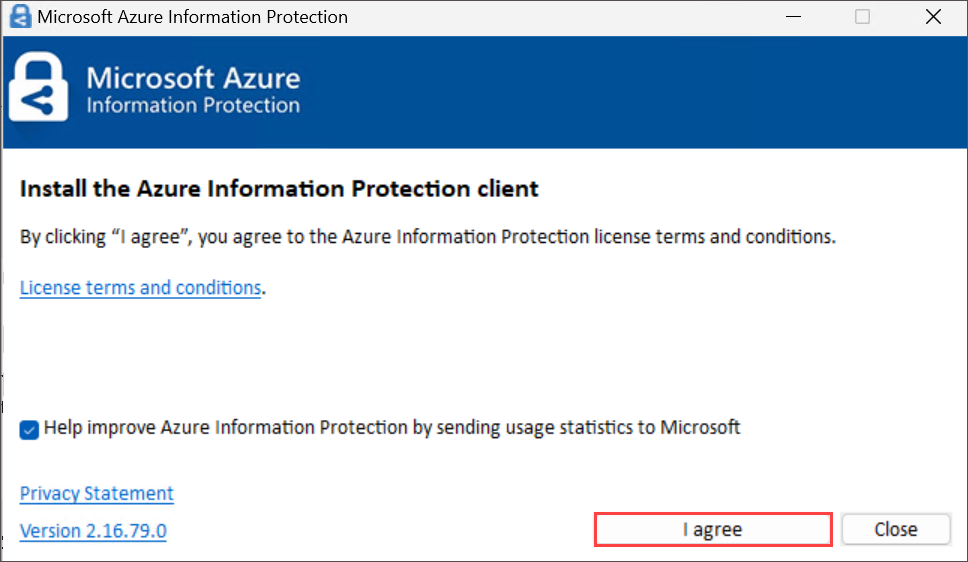 Microsoft Azure Information Protection
Microsoft Azure
Information Protection
Install the Azure Information Protection client
By clicking “I agree”, you agree to the Azure Information Protection license terms and conditions.
License terms and conditions.
Help improve Azure Information Protection by sending usage statistics to Microsoft
Privacy Statement
Version 2.16.79.0
I agree
Close